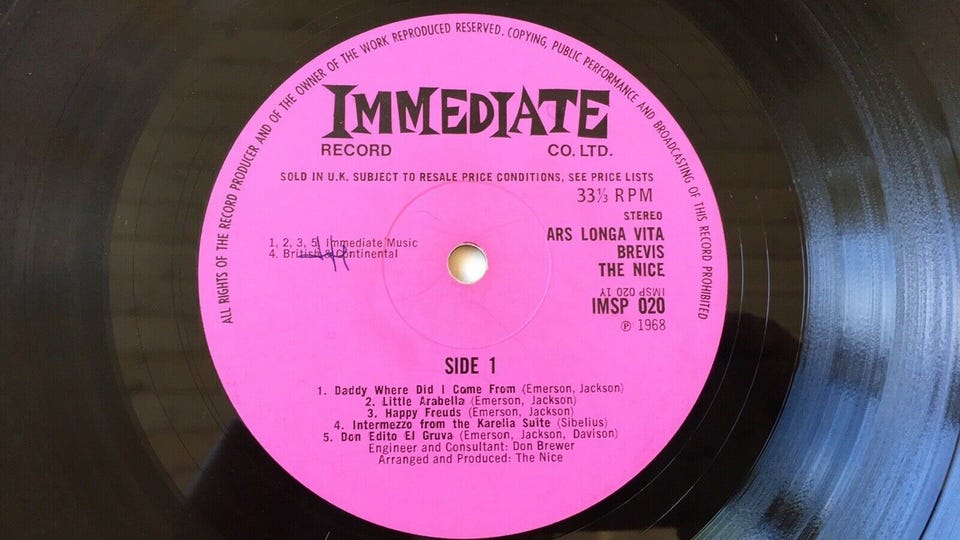 ALL RIGHTS OF THE RECORD PRODUCER AND OF THE OWNER OF THE WORK REPRODUCED RESERVED. COPYING, PUBLIC PERFORMANCE AND BROADCASTING OF THIS RECORD PROHIBITED
IMMEDIATE
RECORD CO. LTD.
SOLD IN U.K. SUBJECT TO RESALE PRICE CONDITIONS, SEE PRICE LISTS
33⅓ RPM
STEREO
1, 2, 3, 5, Immediate Music
4. British & Continental
ARS LONGA VITA
BREVIS
THE NICE
IMSP 020 1Y
IMSP 020
℗ 1968
SIDE 1
1. Daddy Where Did I Come From (Emerson, Jackson)
2. Little Arabella (Emerson, Jackson)
3. Happy Freuds (Emerson, Jackson)
4. Intermezzo from the Karelia Suite (Sibelius)
5. Don Edito El Gruva (Emerson, Jackson, Davison)
Engineer and Consultant: Don Brewer
Arranged and Produced: The Nice